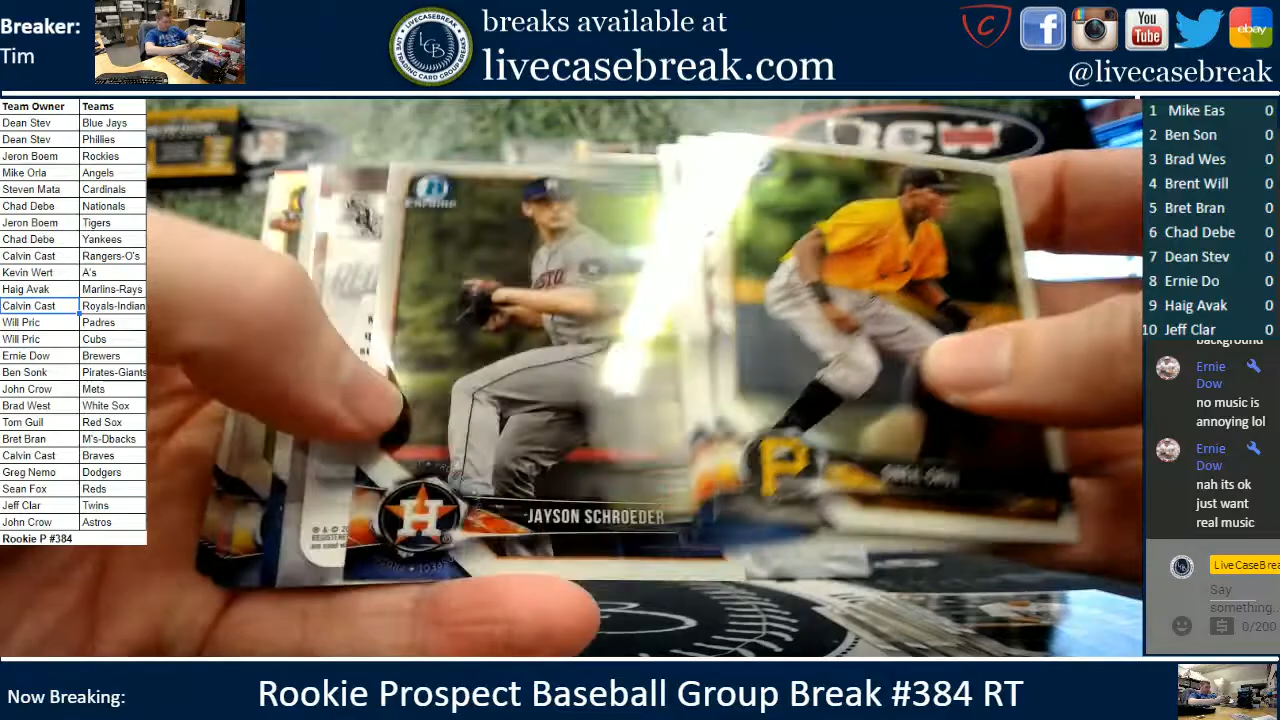 Breaker:
Tim
breaks available at
livecasebreak.com
You
Tube
ebay
@livecasebreak
Team Owner Teams
Dean Stev Blue Jays
Dean Stev Phillies
Jeron Boem Rockies
Mike Orla Angels
Steven Mata Cardinals
Chad Debe Nationals
Jeron Boem Tigers
Chad Debe Yankees
Calvin Cast Rangers-O's
Kevin Wert A's
Haig Avak Marlins-Rays
Calvin Cast Royals-Indian
Will Pric Padres
Will Pric Cubs
Ernie Dow Brewers
Ben Sonk Pirates-Giants
John Crow Mets
Brad West White Sox
Tom Guil Red Sox
Bret Bran M's-Dbacks
Calvin Cast Braves
Greg Nemo Dodgers
Sean Fox Reds
Jeff Clar Twins
John Crow Astros
Rookie P #384
BCW
H
JAYSON SCHROEDER
P
1 Mike Eas 0
2 Ben Son 0
3 Brad Wes 0
4 Brent Will 0
5 Bret Bran 0
6 Chad Debe 0
7 Dean Stev 0
8 Ernie Do 0
9 Haig Avak 0
10 Jeff Clar 0
background
Ernie
Dow
no music is
annoying lol
Ernie
Dow
nah its ok
just want
real music
LiveCaseBrea
Say
something...
0/200
Now Breaking:
Rookie Prospect Baseball Group Break #384 RT